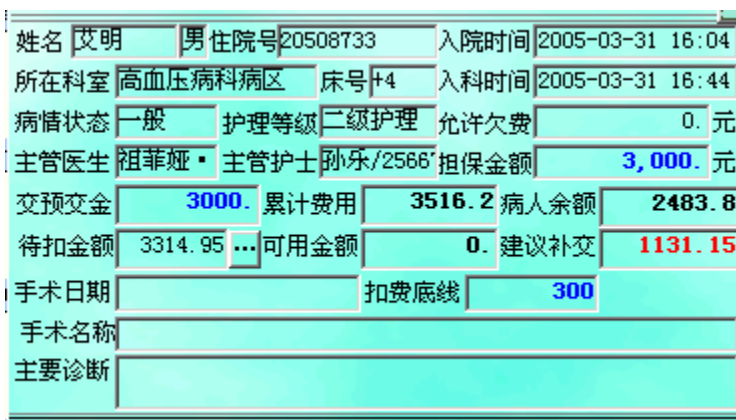 姓名 艾明 男 住院号 20508733 入院时间 2005-03-31 16:04
所在科室 高血压病科病区 床号 +4 入科时间 2005-03-31 16:44
病情状态 一般 护理等级 二级护理 允许欠费 0. 元
主管医生 祖菲娅· 主管护士 孙乐/2566 担保金额 3,000. 元
交预交金 3000. 累计费用 3516.2 病人余额 2483.8
待扣金额 3314.95 ... 可用金额 0. 建议补交 1131.15
手术日期 扣费底线 300
手术名称
主要诊断